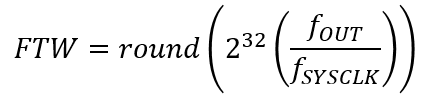 FTW = round(2^32(f_OUT/f_SYSCLK))